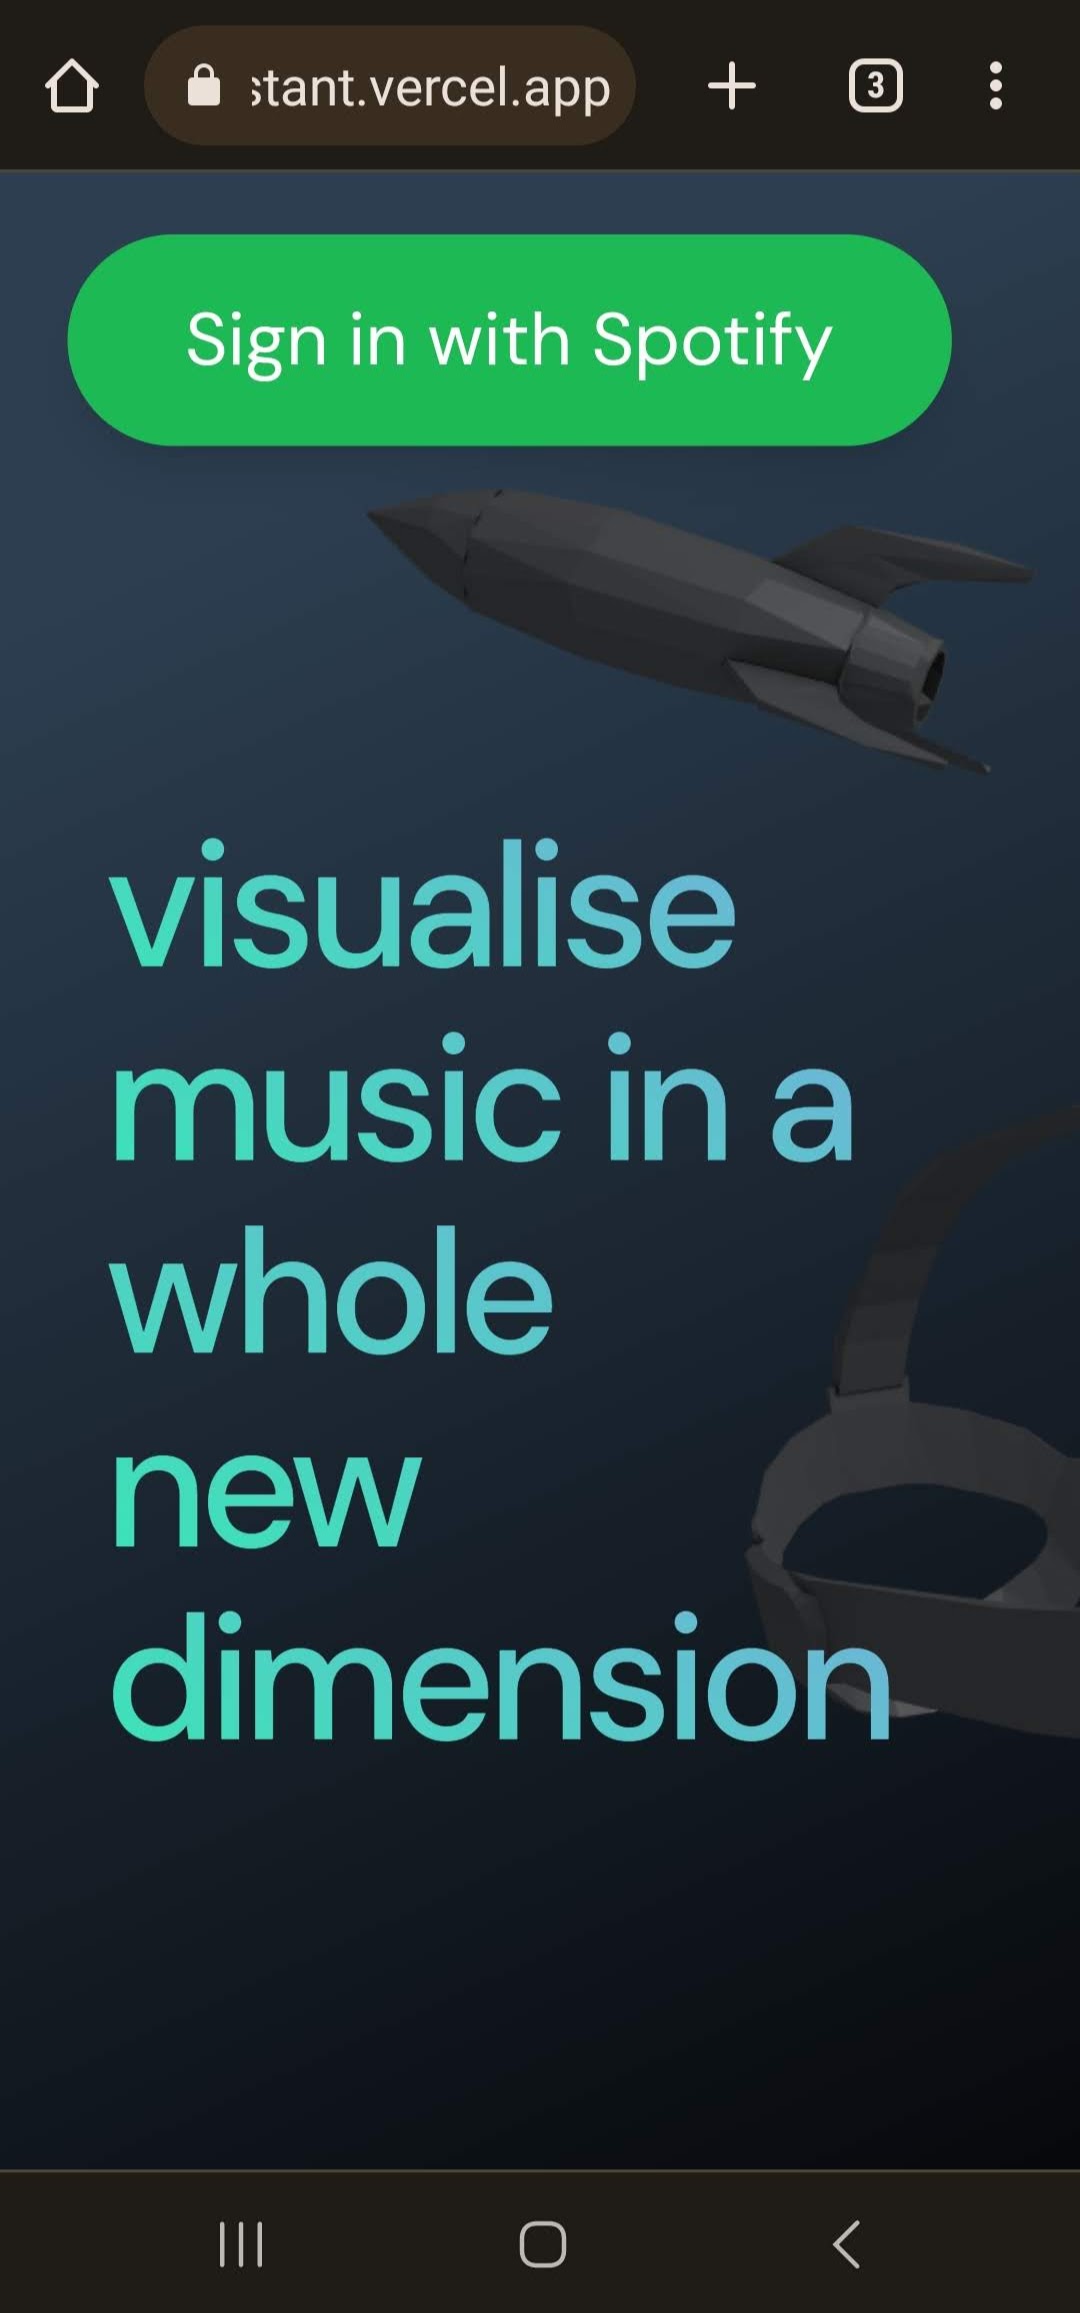 stant.vercel.app
3
Sign in with Spotify
visualise
music in a
whole
new
dimension